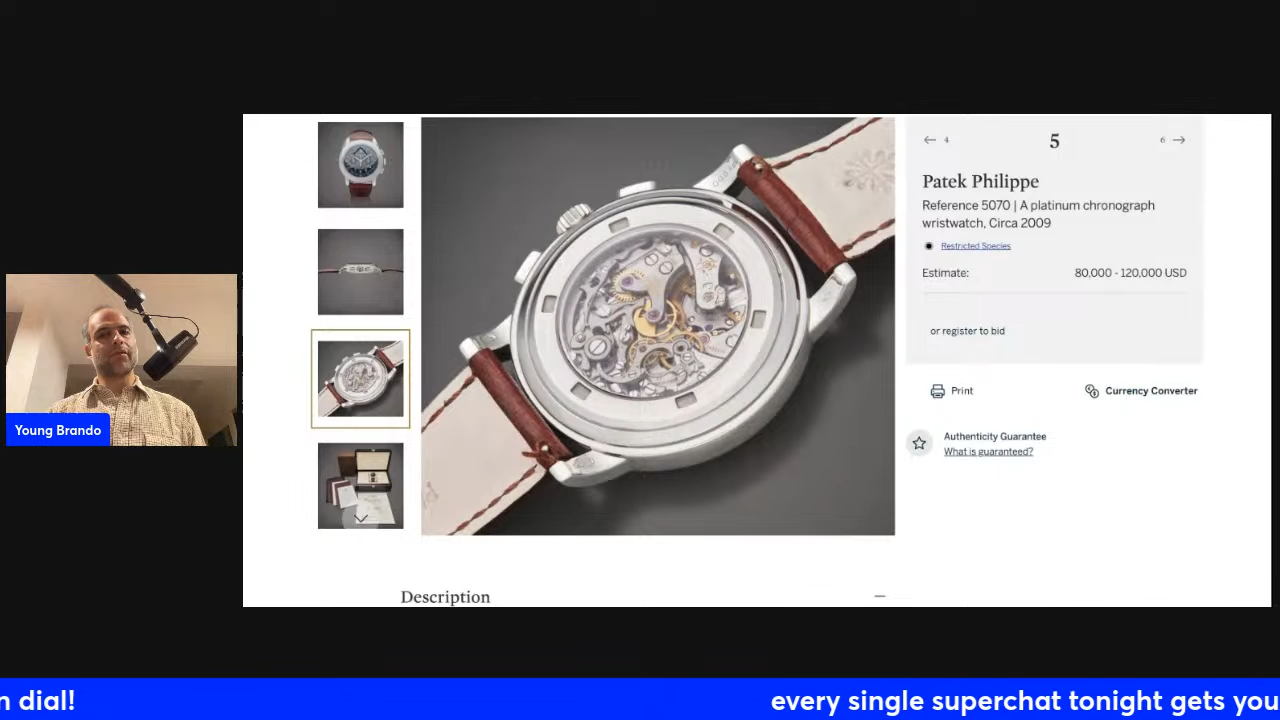 4
5
6
Patek Philippe
Reference 5070 | A platinum chronograph
wristwatch, Circa 2009
Restricted Species
Estimate: 80,000 - 120,000 USD
or register to bid
Print
Currency Converter
Authenticity Guarantee
What is guaranteed?
Young Brando
Description
n dial!
every single superchat tonight gets you